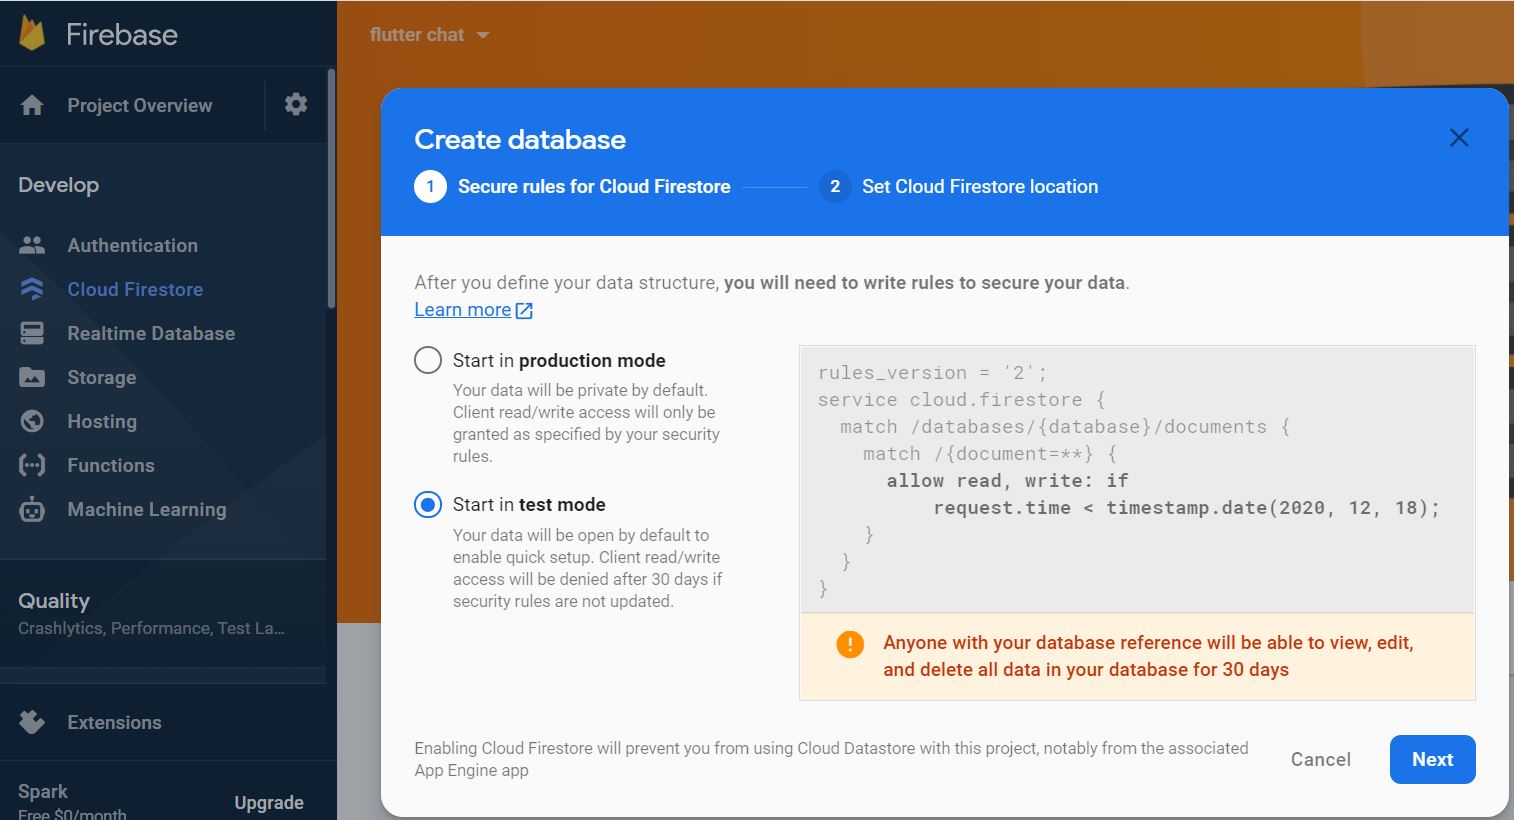 Firebase
flutter chat
Project Overview
Develop
Authentication
Cloud Firestore
Realtime Database
Storage
Hosting
Functions
Machine Learning
Quality
Crashlytics, Performance, Test La...
Extensions
Spark
Free $0/month
Upgrade
Create database
1 Secure rules for Cloud Firestore
2 Set Cloud Firestore location
After you define your data structure, you will need to write rules to secure your data.
Learn more
Start in production mode
Your data will be private by default.
Client read/write access will only be
granted as specified by your security
rules.
Start in test mode
Your data will be open by default to
enable quick setup. Client read/write
access will be denied after 30 days if
security rules are not updated.
rules_version = '2';
service cloud.firestore {
match /databases/{database}/documents {
match /{document=**} {
allow read, write: if
request.time < timestamp.date(2020, 12, 18);
}
}
}
Anyone with your database reference will be able to view, edit,
and delete all data in your database for 30 days
Enabling Cloud Firestore will prevent you from using Cloud Datastore with this project, notably from the associated
App Engine app
Cancel
Next